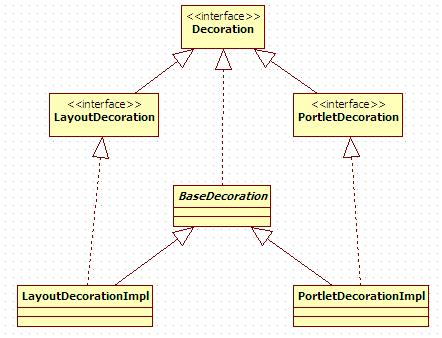 <<interface>>
Decoration
<<interface>>
LayoutDecoration
<<interface>>
PortletDecoration
BaseDecoration
LayoutDecorationImpl
PortletDecorationImpl